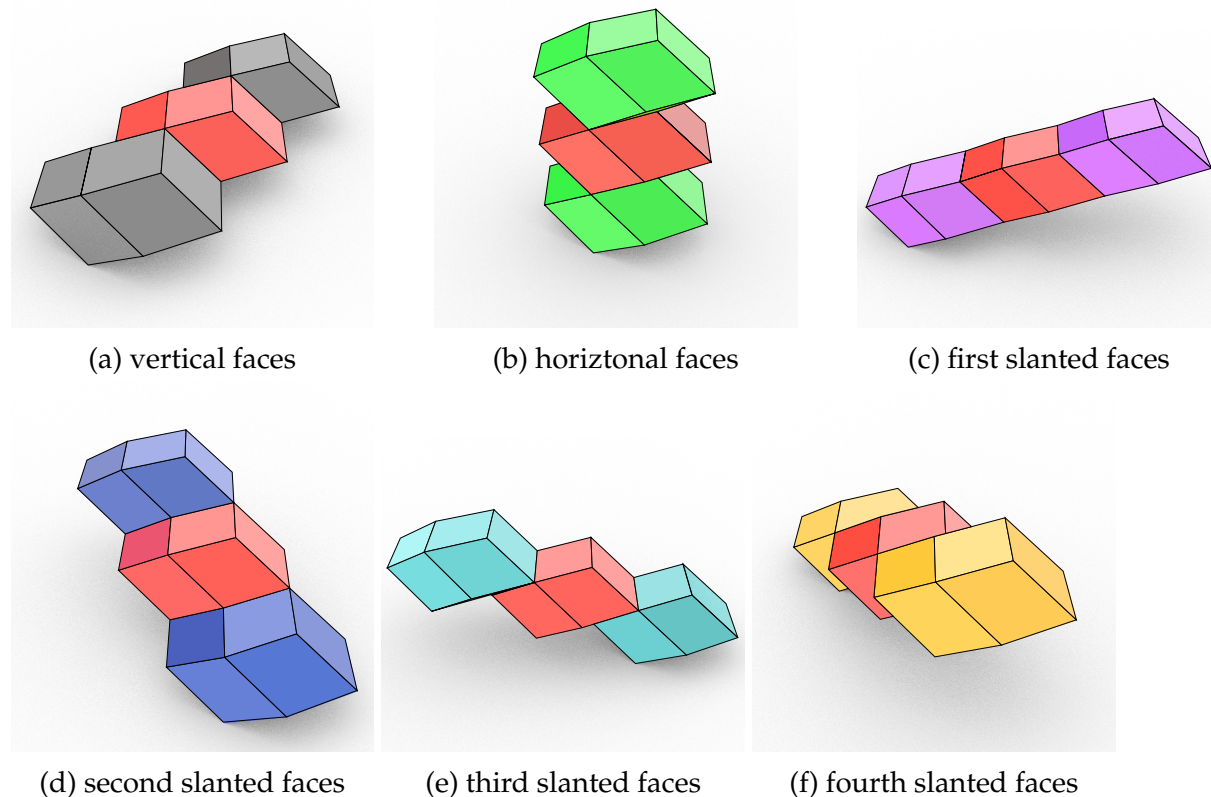 (a) vertical faces
(b) horiztonal faces
(c) first slanted faces
(d) second slanted faces
(e) third slanted faces
(f) fourth slanted faces